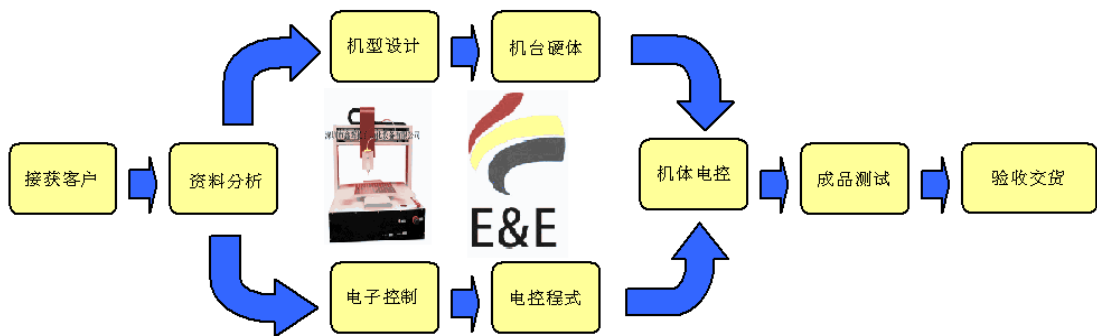 机型设计
机台硬体
接获客户
资料分析
E&E
机体电控
成品测试
验收交货
电子控制
电控程式